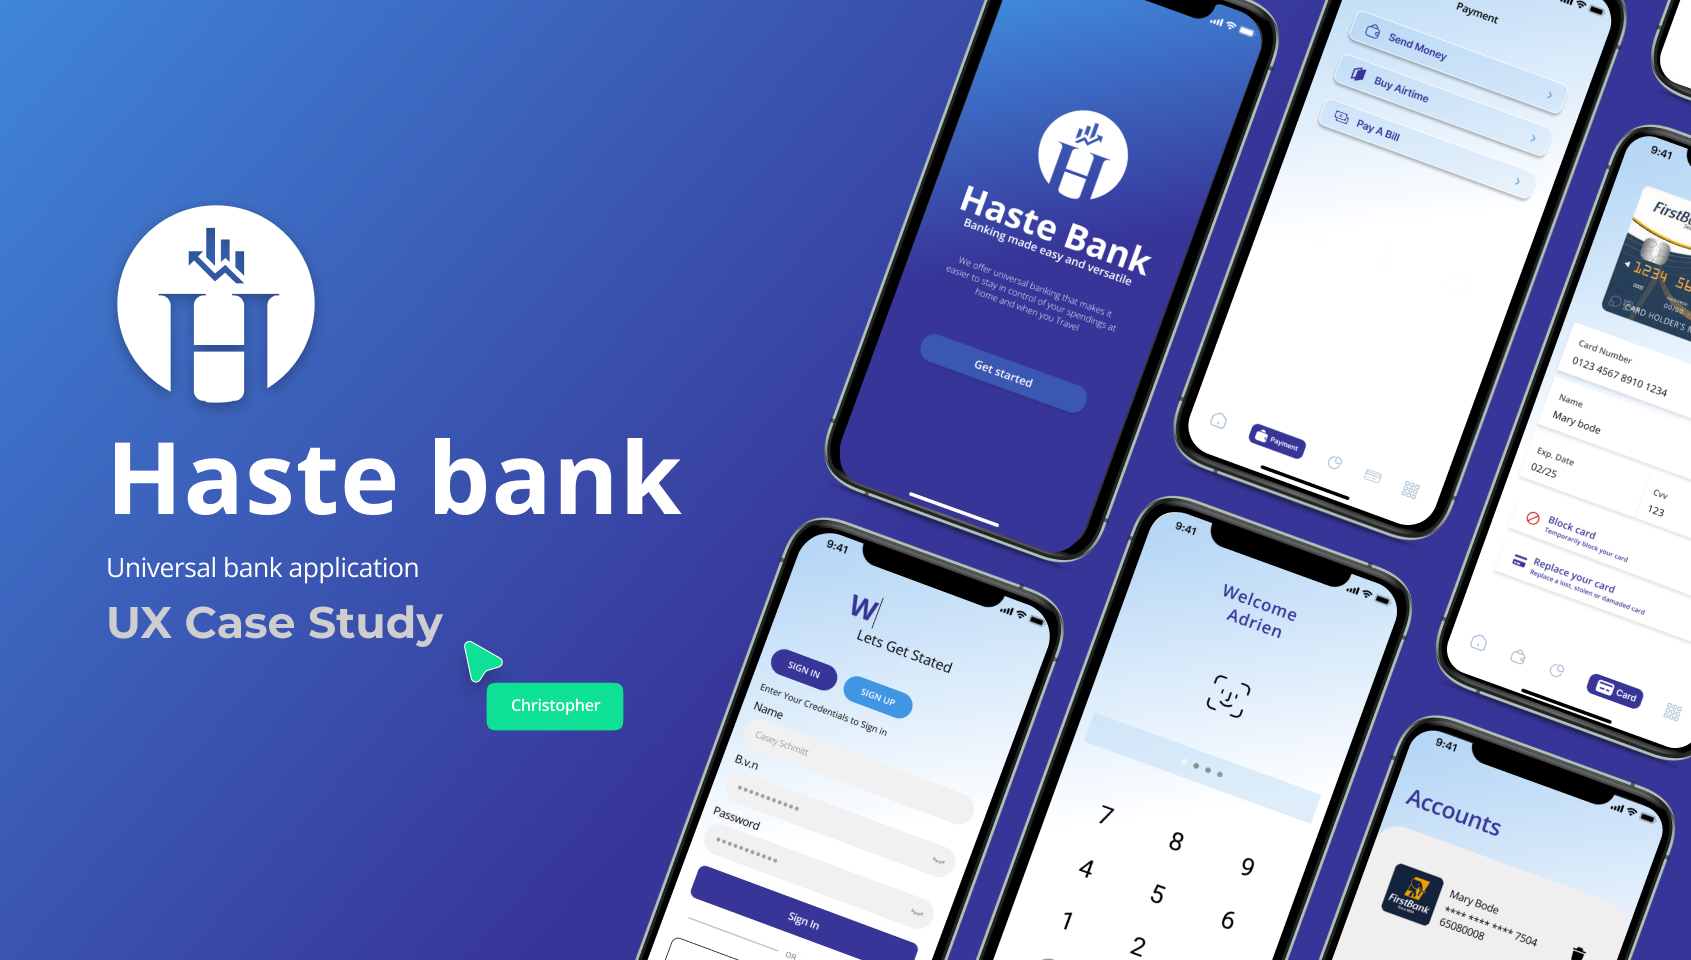 Haste bank
Universal bank application
UX Case Study
Christopher
Haste Bank
Banking made easy and versatile
We offer universal banking that makes it
easier to stay in control of your spendings at
home and when you Travel
Get started
Payment
Send Money
Buy Airtime
Pay A Bill
Payment
9:41
FirstBa
1234 56
CARD HOLDER'S N
Card Number
0123 4567 8910 1234
Name
Mary bode
Exp. Date
02/25
Cvv
123
Block card
Temporarily block your card
Replace your card
Replace a lost, stolen or damaded card
Card
9:41
W
Lets Get Stated
SIGN IN
SIGN UP
Enter Your Credentials to Sign in
Name
Casey Schmitt
B.v.n
Password
Sign In
OR
9:41
Welcome
Adrien
7 8 9
4 5 6
1 2
9:41
Accounts
FirstBank
Mary Bode
**** **** **** 7504
65080008